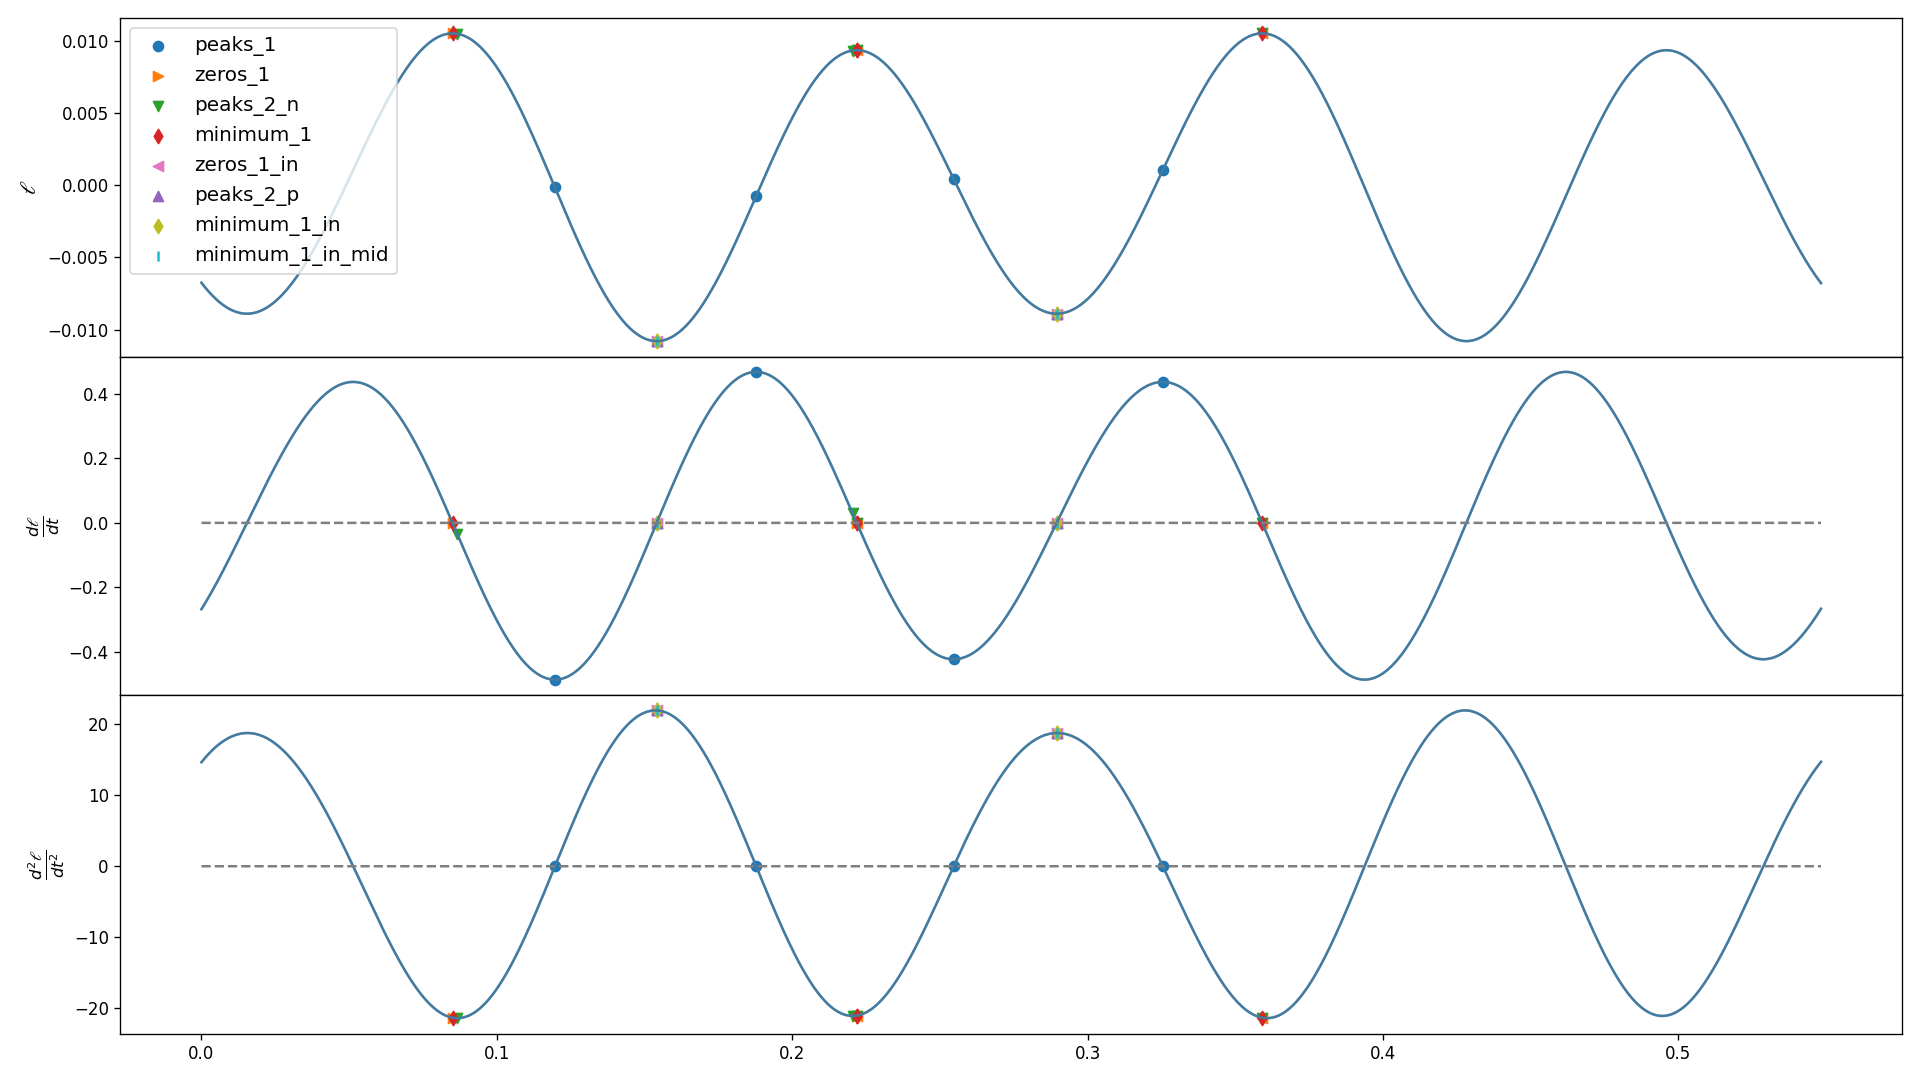 peaks_1
zeros_1
peaks_2_n
minimum_1
zeros_1_in
peaks_2_p
minimum_1_in
minimum_1_in_mid
0.010
0.005
0.000
−0.005
−0.010
ℓ
0.4
0.2
0.0
−0.2
−0.4
dℓ
dt
20
10
0
−10
−20
d²ℓ
dt²
0.0 0.1 0.2 0.3 0.4 0.5